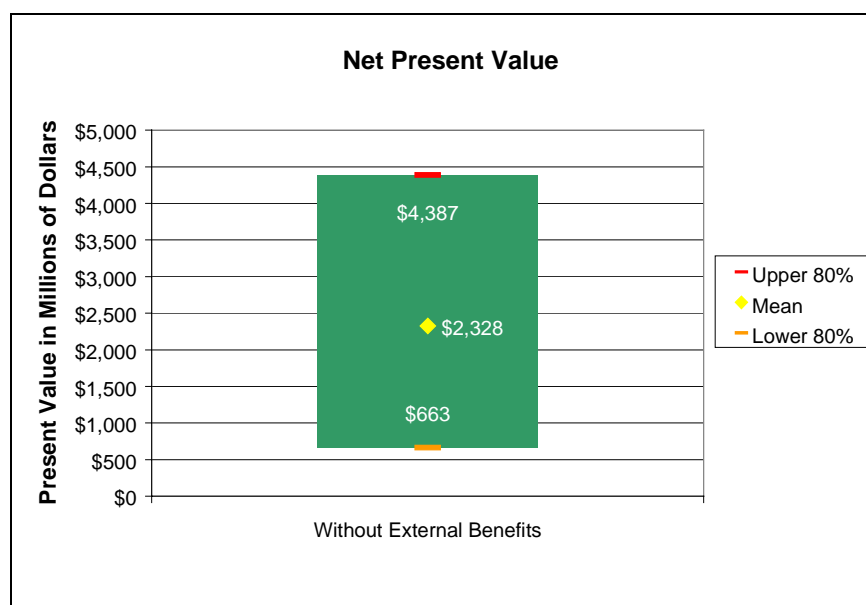 Net Present Value
Present Value in Millions of Dollars
$5,000
$4,500
$4,000
$3,500
$3,000
$2,500
$2,000
$1,500
$1,000
$500
$0
$4,387
$2,328
$663
Without External Benefits
Upper 80%
Mean
Lower 80%